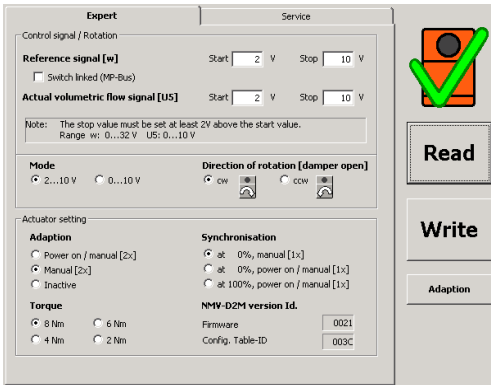 Expert Service
Control signal / Rotation
Reference signal [w] Start 2 V Stop 10 V
Switch linked (MP-Bus)
Actual volumetric flow signal [U5] Start 2 V Stop 10 V
Note: The stop value must be set at least 2V above the start value.
Range w: 0...32 V U5: 0...10 V
Mode Direction of rotation [damper open]
2...10 V 0...10 V cw ccw
Actuator setting
Adaption Synchronisation
Power on / manual [2x] at 0%, manual [1x]
Manual [2x] at 0%, power on / manual [1x]
Inactive at 100%, power on / manual [1x]
Torque NMV-D2M version Id.
8 Nm 6 Nm Firmware 0021
4 Nm 2 Nm Config. Table-ID 003C
Read
Write
Adaption